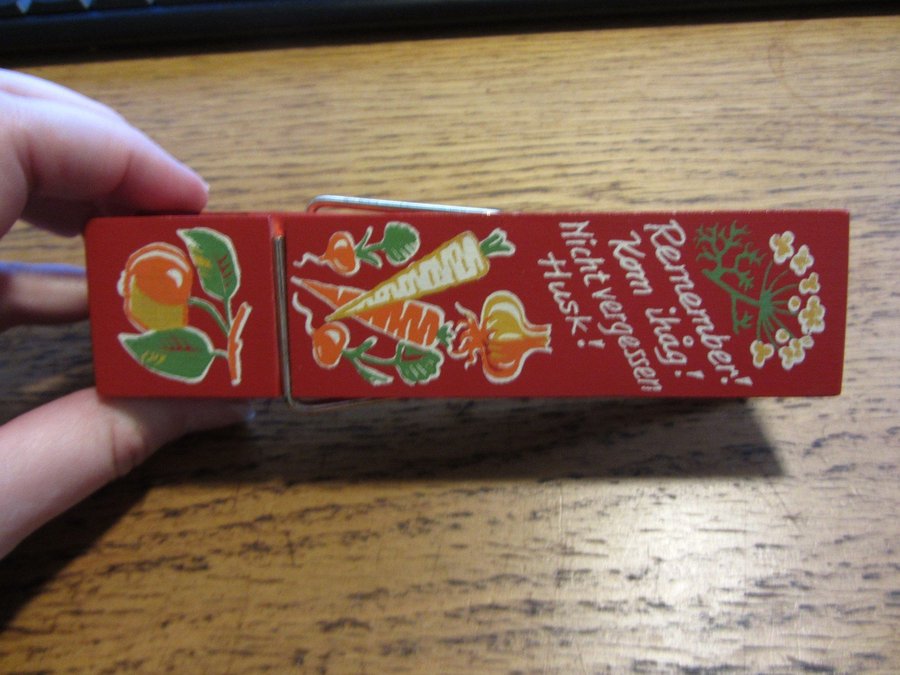 Remember!
Kom ihåg!
Nicht vergessen
Husk!